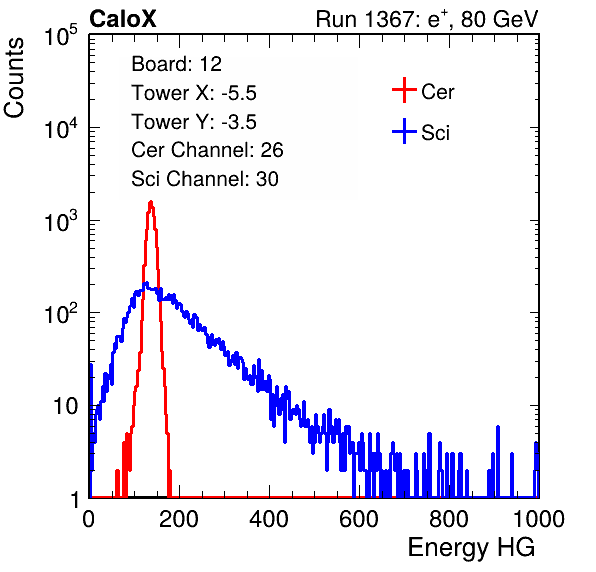 CaloX
Run 1367: e+, 80 GeV
Counts
Board: 12
Tower X: -5.5
Tower Y: -3.5
Cer Channel: 26
Sci Channel: 30
Cer
Sci
10^5
10^4
10^3
10^2
10
1
0 200 400 600 800 1000
Energy HG